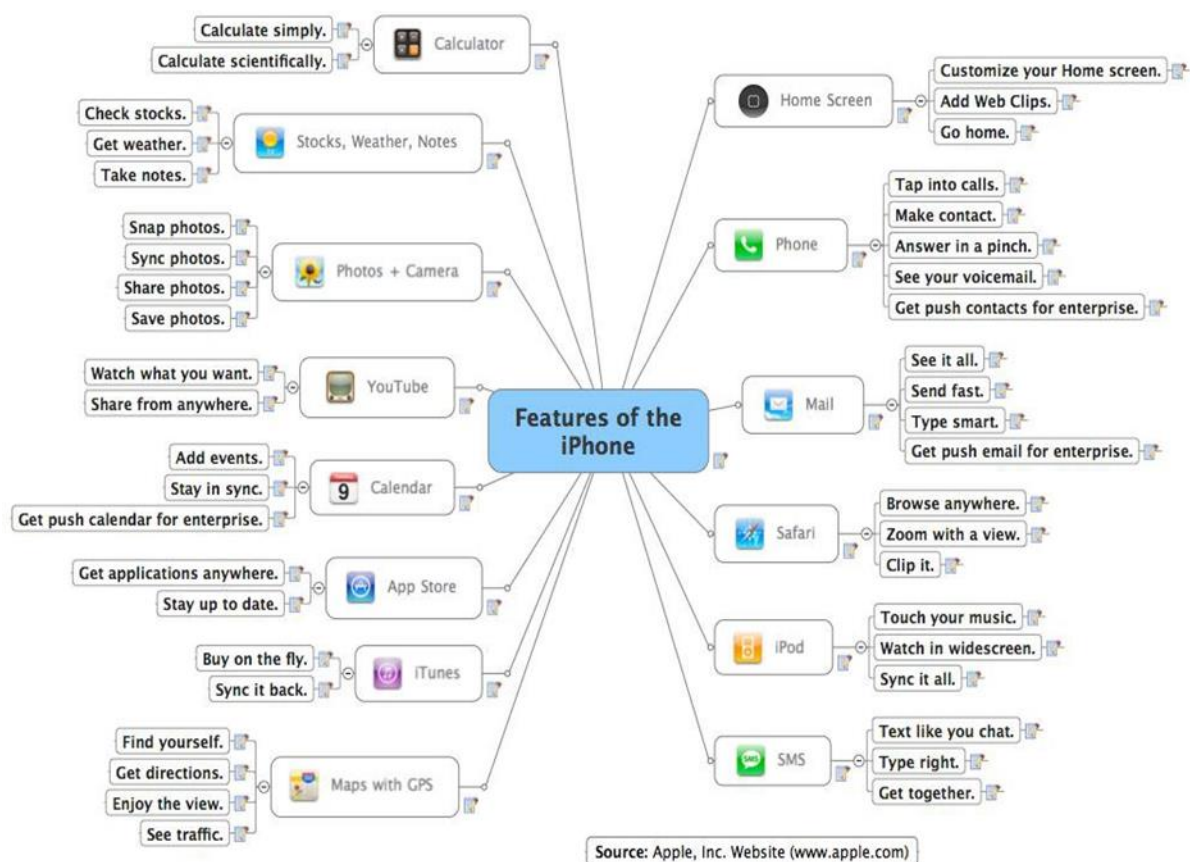 Calculate simply.
Calculate scientifically.
Calculator
Check stocks.
Get weather.
Take notes.
Stocks, Weather, Notes
Snap photos.
Sync photos.
Share photos.
Save photos.
Photos + Camera
Watch what you want.
Share from anywhere.
YouTube
Add events.
Stay in sync.
Get push calendar for enterprise.
9
Calendar
Get applications anywhere.
Stay up to date.
App Store
Buy on the fly.
Sync it back.
iTunes
Find yourself.
Get directions.
Enjoy the view.
See traffic.
Maps with GPS
Features of the
iPhone
Home Screen
Customize your Home screen.
Add Web Clips.
Go home.
Phone
Tap into calls.
Make contact.
Answer in a pinch.
See your voicemail.
Get push contacts for enterprise.
Mail
See it all.
Send fast.
Type smart.
Get push email for enterprise.
Safari
Browse anywhere.
Zoom with a view.
Clip it.
iPod
Touch your music.
Watch in widescreen.
Sync it all.
SMS
SMS
Text like you chat.
Type right.
Get together.
Source: Apple, Inc. Website (www.apple.com)